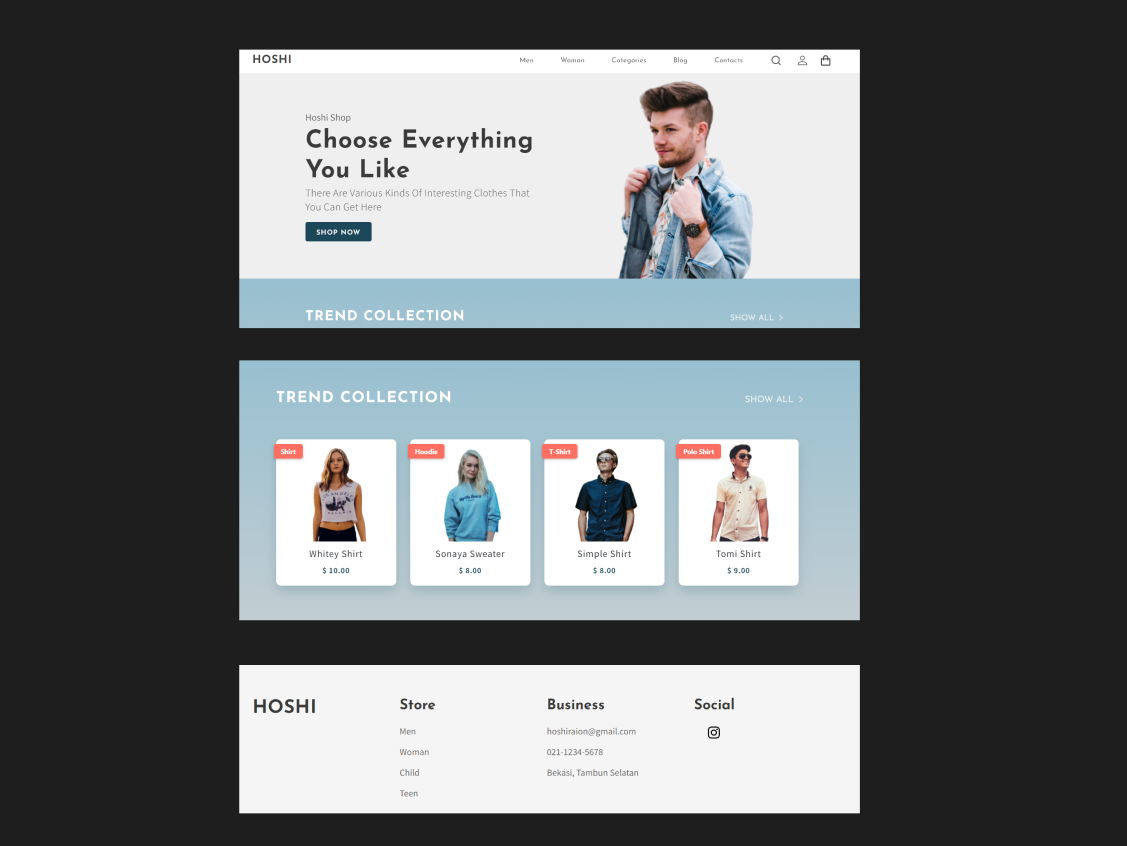 HOSHI
Men Woman Categories Blog Contacts
Hoshi Shop
Choose Everything
You Like
There Are Various Kinds Of Interesting Clothes That
You Can Get Here
SHOP NOW
TREND COLLECTION
SHOW ALL >
TREND COLLECTION
SHOW ALL >
Shirt
LOS ANGELES
Whitey Shirt
$ 10.00
Hoodie
Sonaya Sweater
$ 8.00
T-Shirt
Simple Shirt
$ 8.00
Polo Shirt
Tomi Shirt
$ 9.00
HOSHI
Store
Men
Woman
Child
Teen
Business
hoshiraion@gmail.com
021-1234-5678
Bekasi, Tambun Selatan
Social